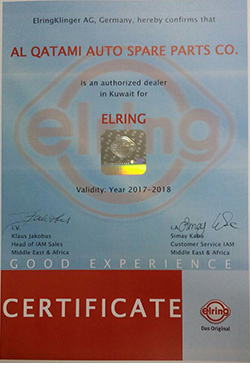 ElringKlinger AG, Germany, hereby confirms that
AL QATAMI AUTO SPARE PARTS CO.
is an authorized dealer
in Kuwait for
ELRING
elring
Validity: Year 2017-2018
i.V.
Klaus Jakobus
Head of IAM Sales
Middle East & Africa
i.A.
Simay Kabo
Customer Service IAM
Middle East & Africa
GOOD EXPERIENCE
CERTIFICATE
elring
Das Original